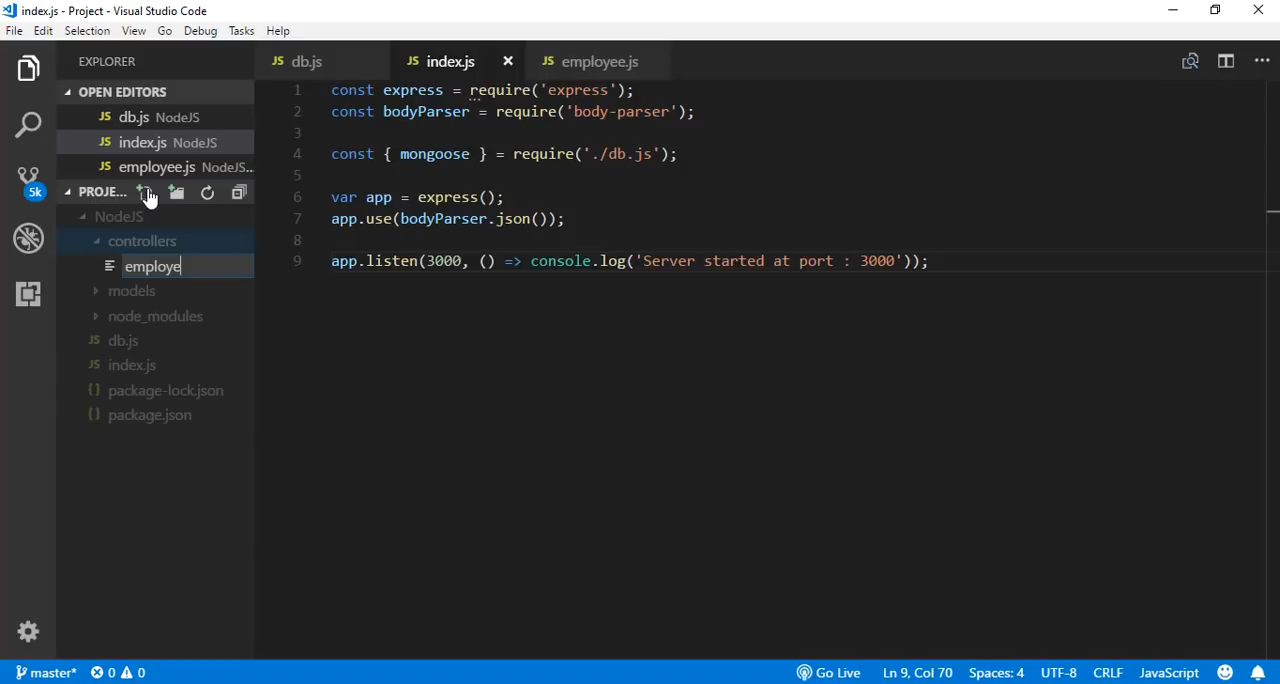 index.js - Project - Visual Studio Code
File Edit Selection View Go Debug Tasks Help
EXPLORER
JS db.js JS index.js JS employee.js
OPEN EDITORS
JS db.js NodeJS
JS index.js NodeJS
JS employee.js NodeJS...
PROJE...
NodeJS
controllers
employe
models
node_modules
JS db.js
JS index.js
{} package-lock.json
{} package.json
5k
1 const express = require('express');
2 const bodyParser = require('body-parser');
3
4 const { mongoose } = require('./db.js');
5
6 var app = express();
7 app.use(bodyParser.json());
8
9 app.listen(3000, () => console.log('Server started at port : 3000'));
master* 0 0 Go Live Ln 9, Col 70 Spaces: 4 UTF-8 CRLF JavaScript